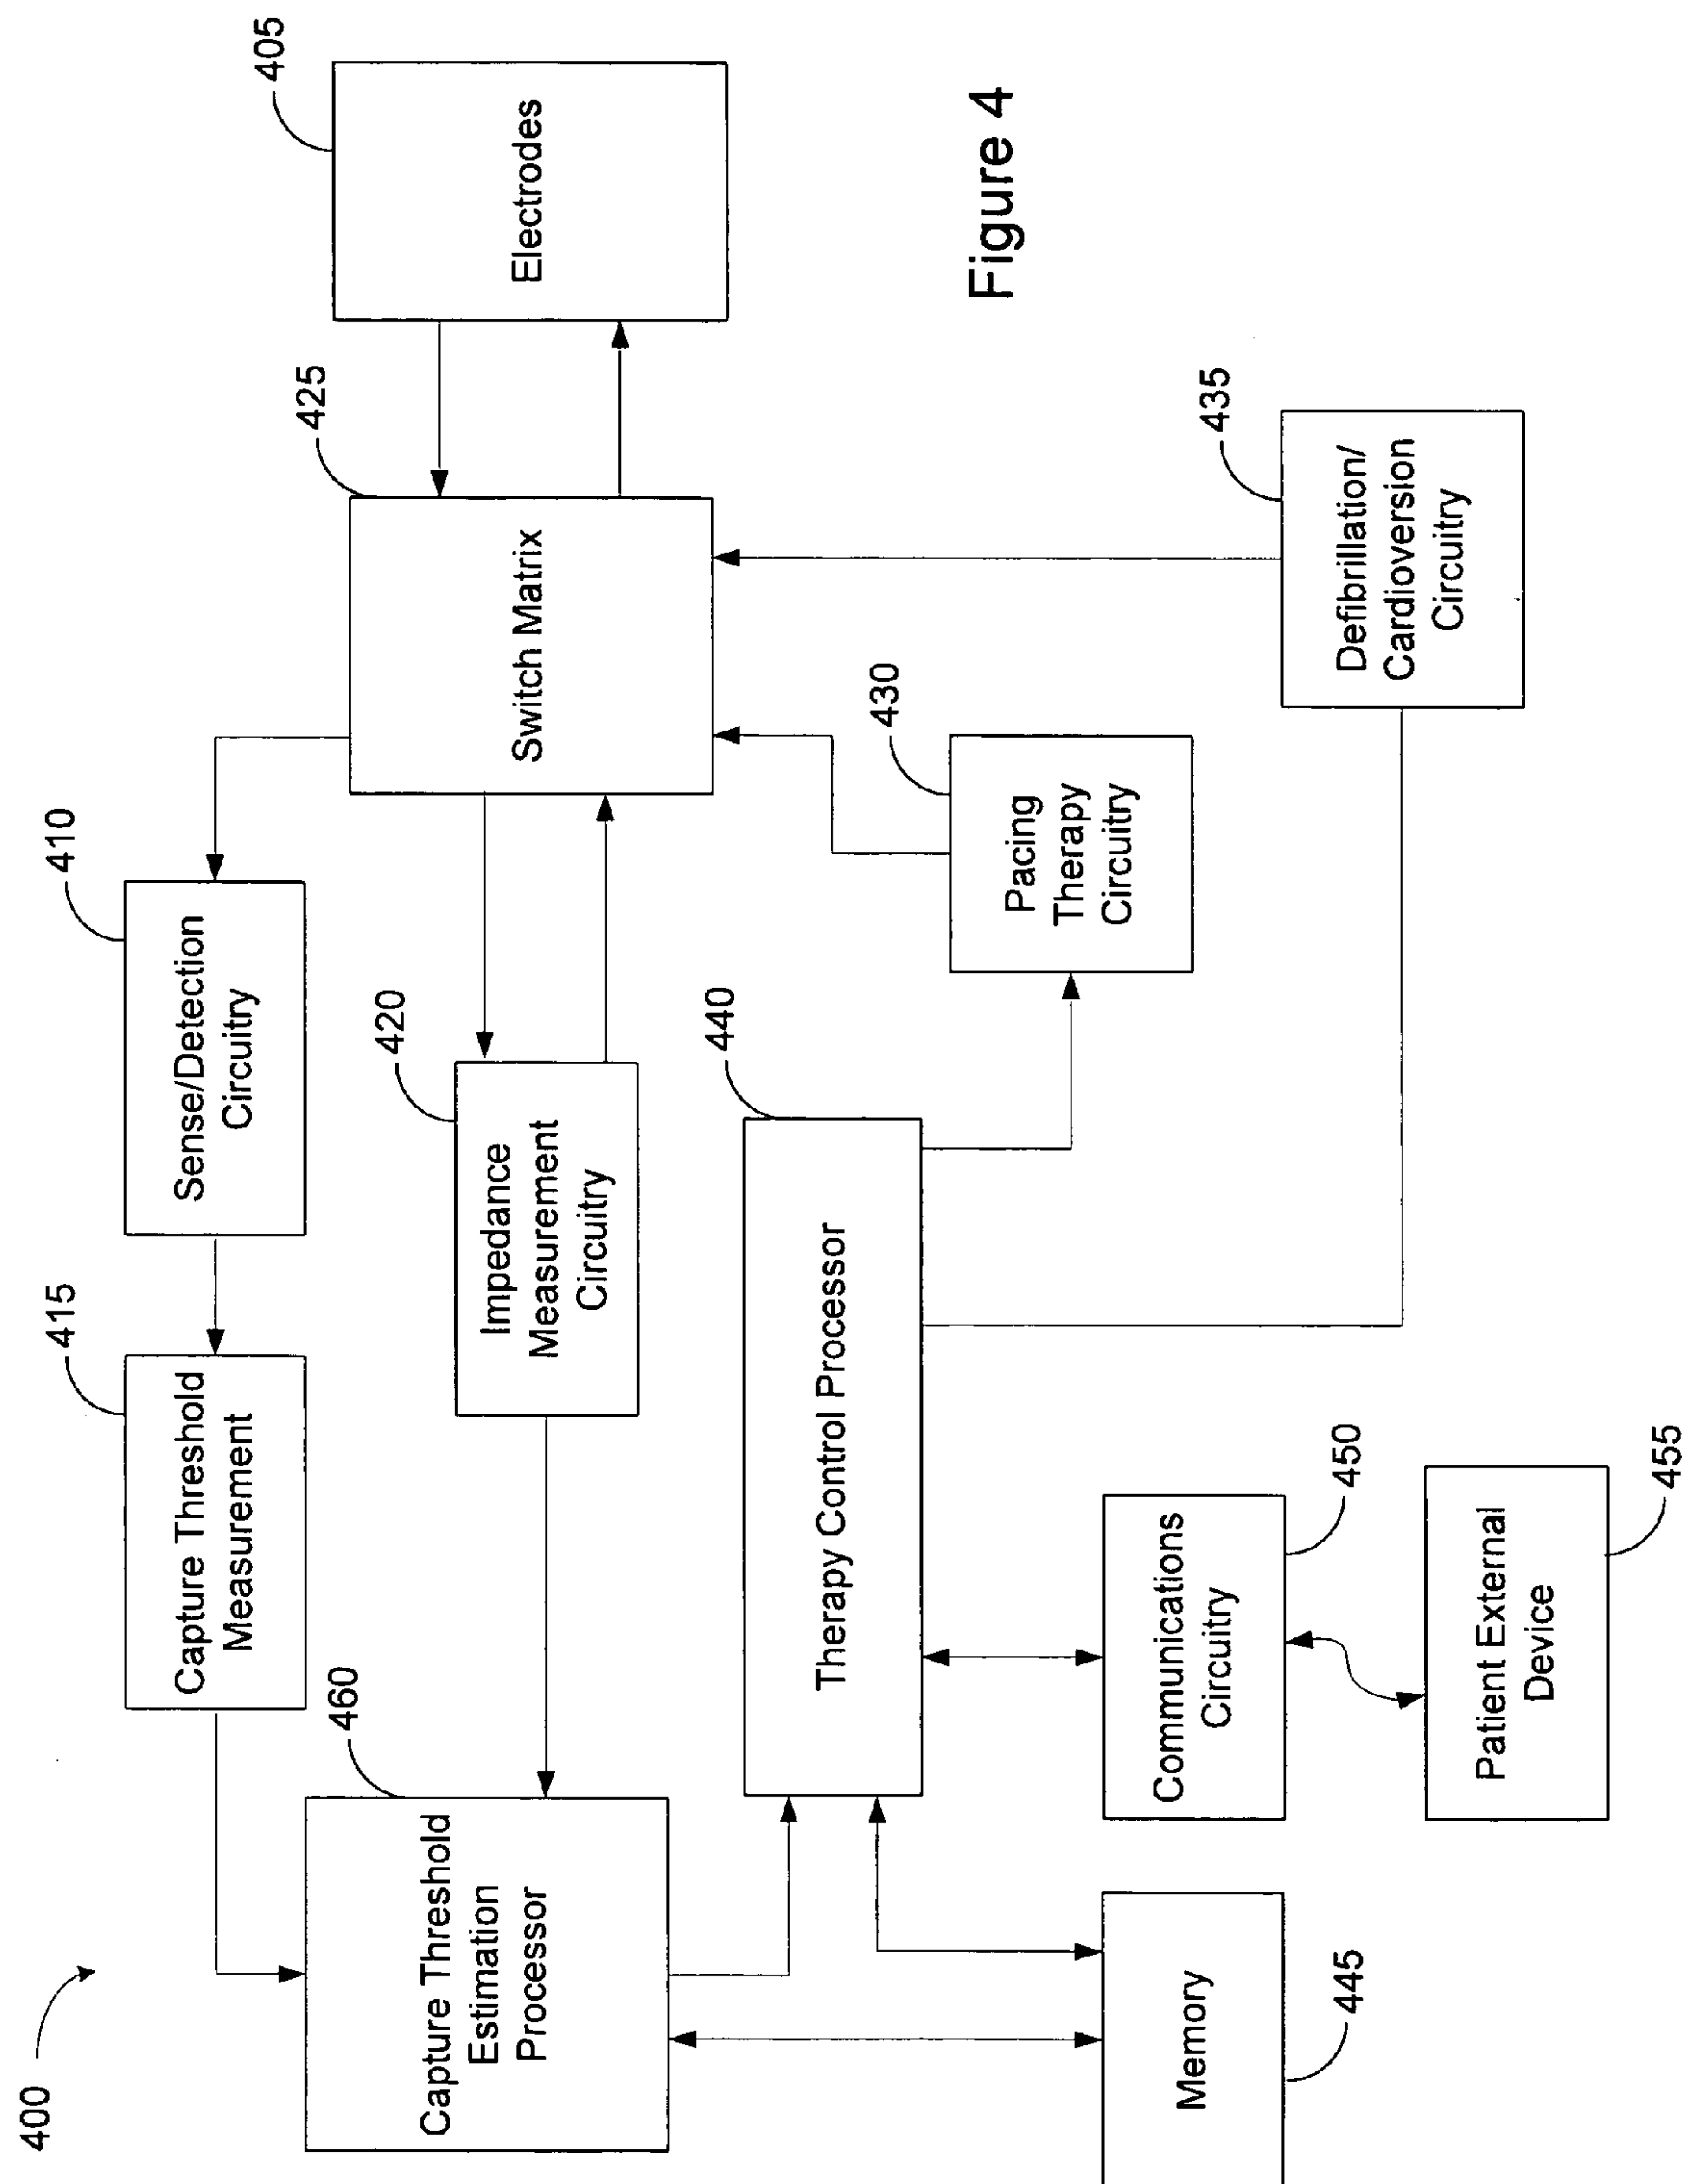 400
415
Capture Threshold
Measurement
410
Sense/Detection
Circuitry
405
Electrodes
425
Switch Matrix
460
Capture Threshold
Estimation
Processor
420
Impedance
Measurement
Circuitry
440
Therapy Control Processor
430
Pacing
Therapy
Circuitry
435
Defibrillation/
Cardioversion
Circuitry
Memory
445
Communications
Circuitry
450
Patient External
Device
455
Figure 4